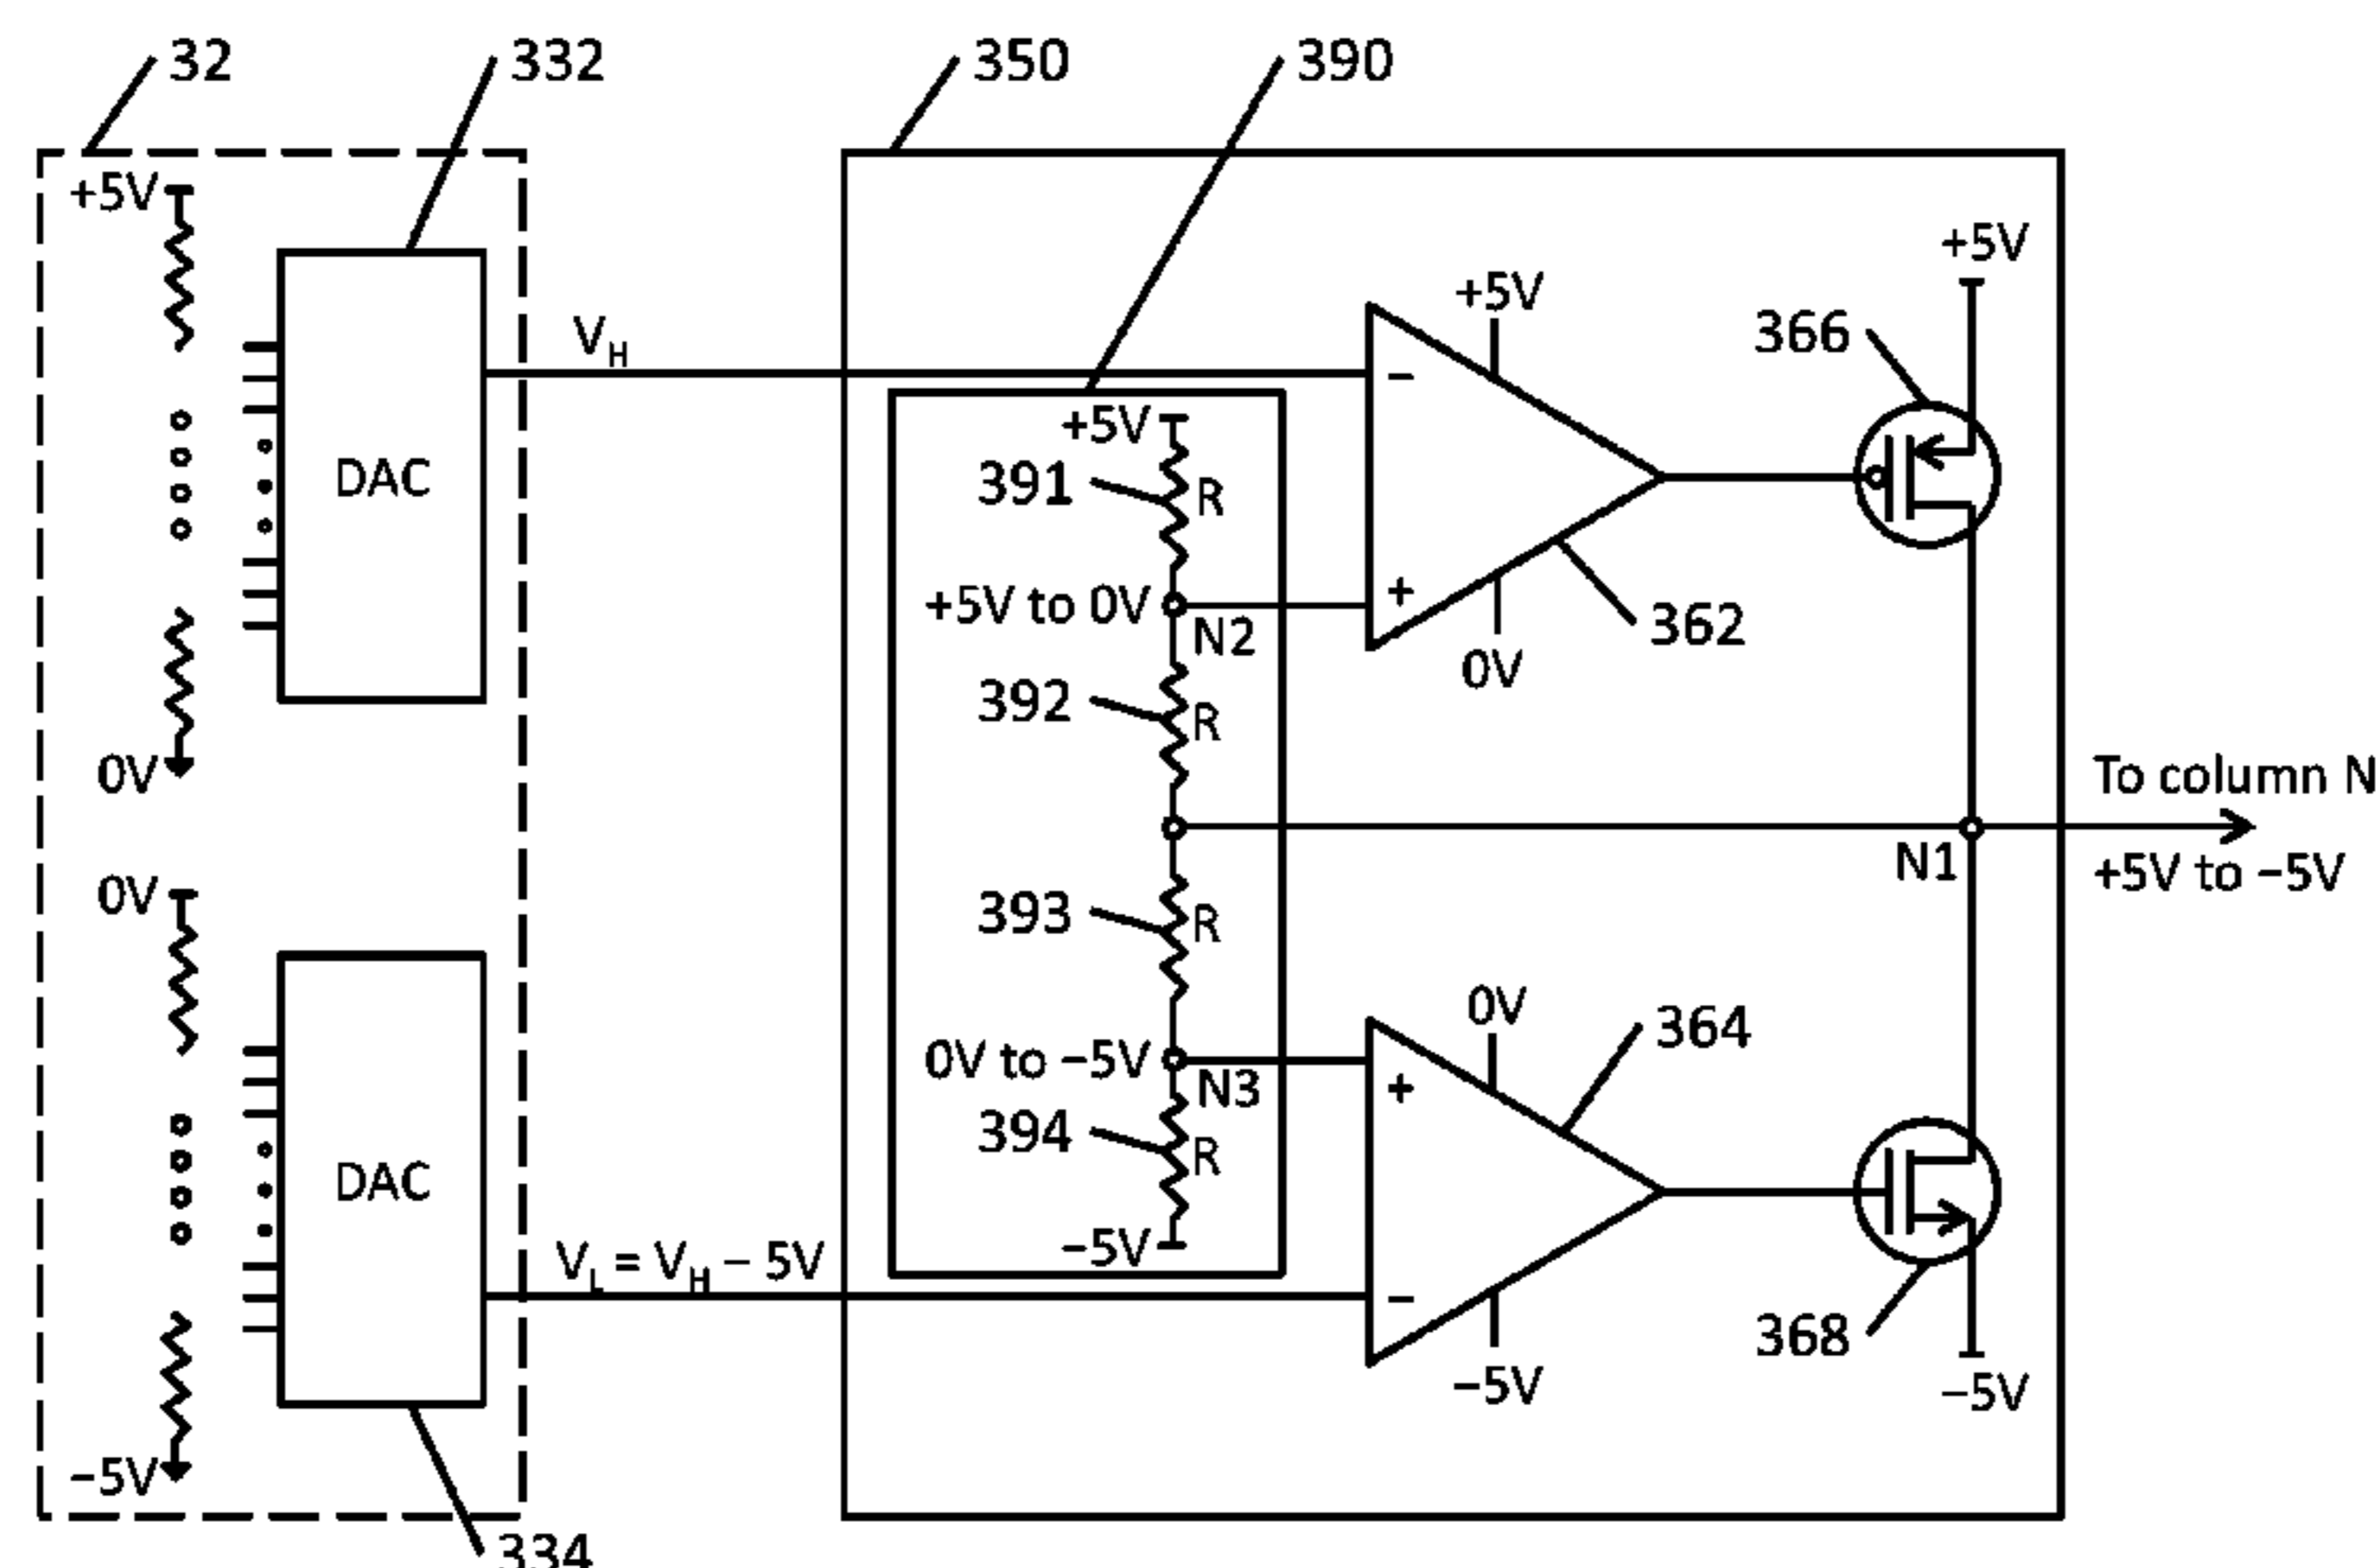 32
332
350
390
+5V
DAC
0V
V_H
+5V
391
R
+5V to 0V
N2
392
R
393
R
0V to −5V
N3
394
R
−5V
+5V
−
+
0V
362
366
+5V
To column N
N1
+5V to −5V
0V
DAC
−5V
334
V_L = V_H − 5V
0V
364
+
−
−5V
368
−5V